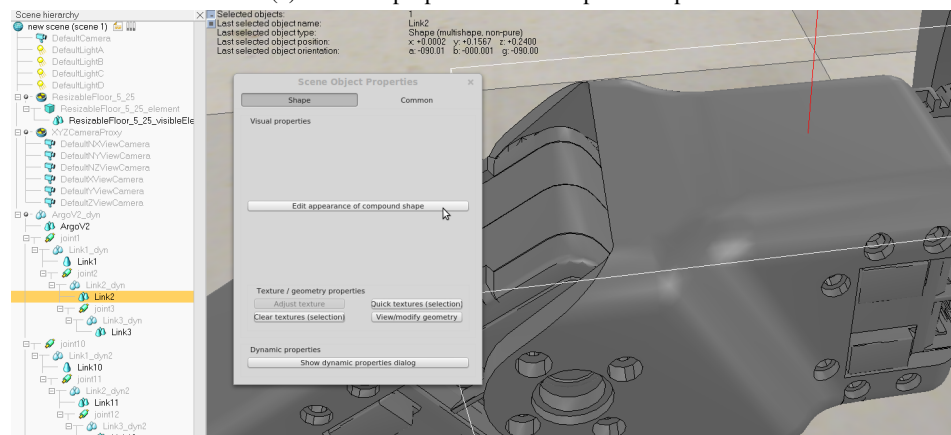 Scene hierarchy
new scene (scene 1)
DefaultCamera
DefaultLightA
DefaultLightB
DefaultLightC
DefaultLightD
ResizableFloor_5_25
ResizableFloor_5_25_element
ResizableFloor_5_25_visibleEle
XYZCameraProxy
DefaultNXViewCamera
DefaultNYViewCamera
DefaultNZViewCamera
DefaultXViewCamera
DefaultYViewCamera
DefaultZViewCamera
ArgoV2_dyn
ArgoV2
joint1
Link1_dyn
Link1
joint2
Link2_dyn
Link2
joint3
Link3_dyn
Link3
joint10
Link1_dyn2
Link10
joint11
Link2_dyn2
Link11
joint12
Link3_dyn2
Selected objects: 1
Last selected object name: Link2
Last selected object type: Shape (multishape, non-pure)
Last selected object position: x: +0.0002 y: +0.1567 z: +0.2400
Last selected object orientation: a: -090.01 b: -000.001 g: -090.00
Scene Object Properties
Shape Common
Visual properties
Edit appearance of compound shape
Texture / geometry properties
Adjust texture Quick textures (selection)
Clear textures (selection) View/modify geometry
Dynamic properties
Show dynamic properties dialog